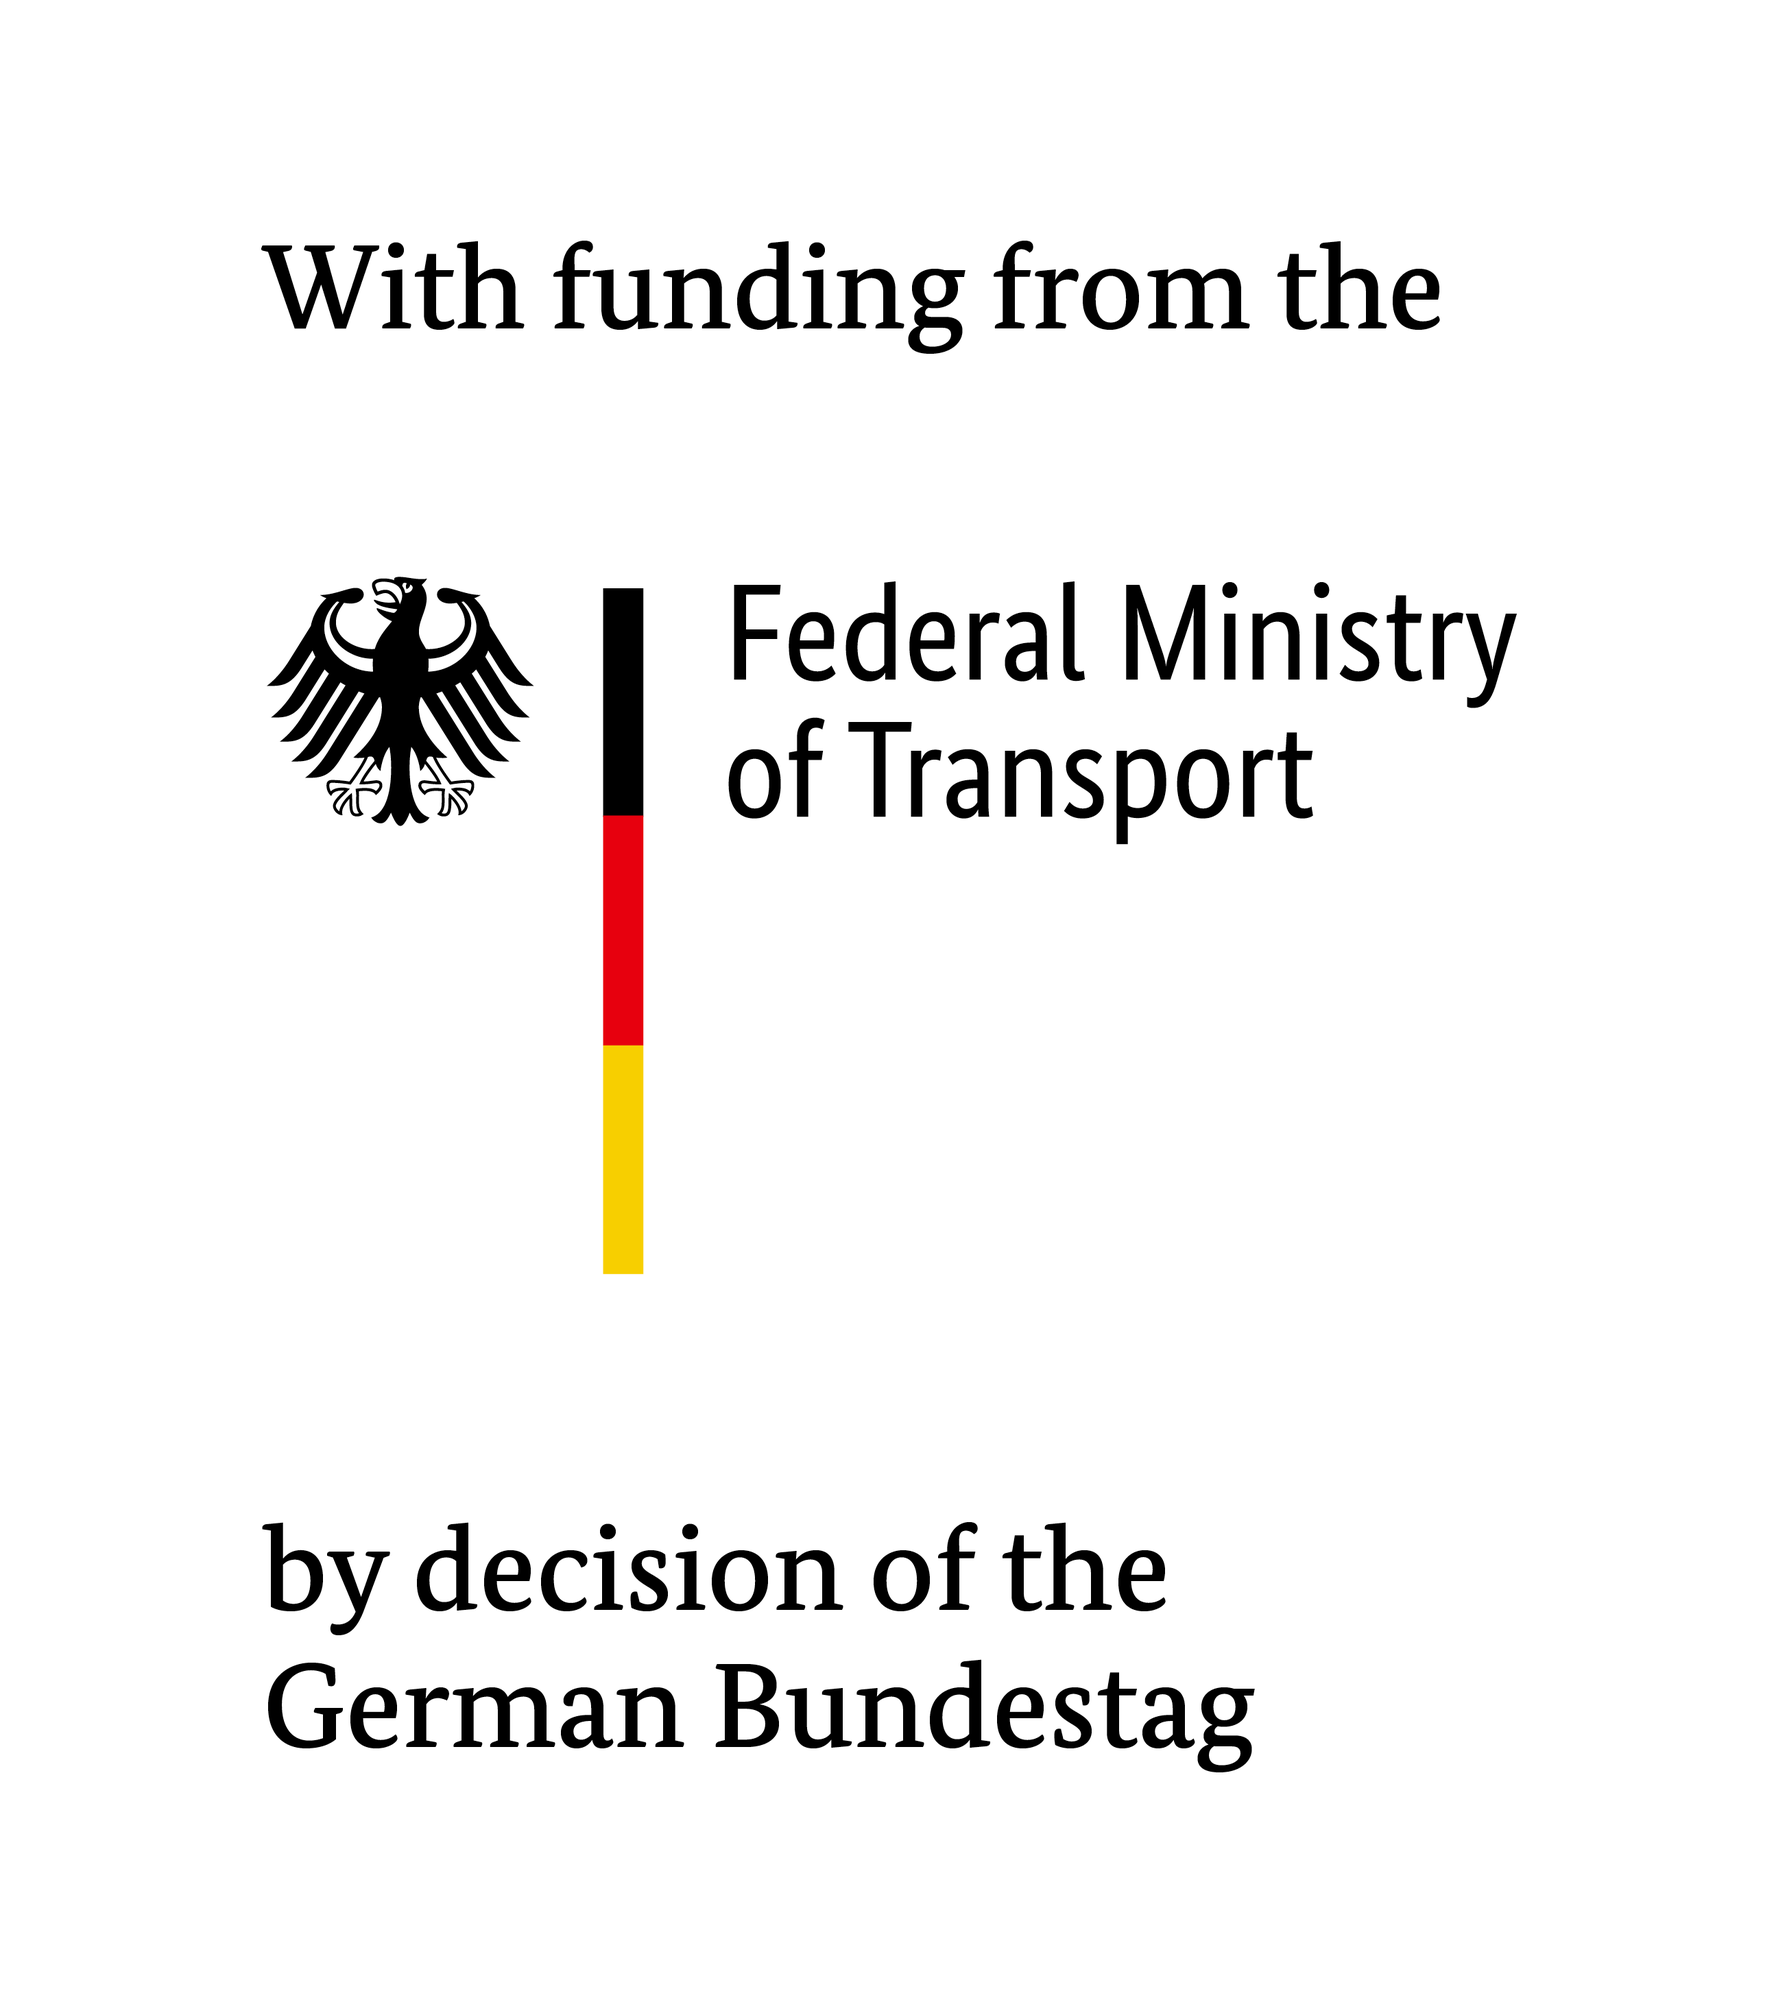 With funding from the
Federal Ministry
of Transport
by decision of the
German Bundestag